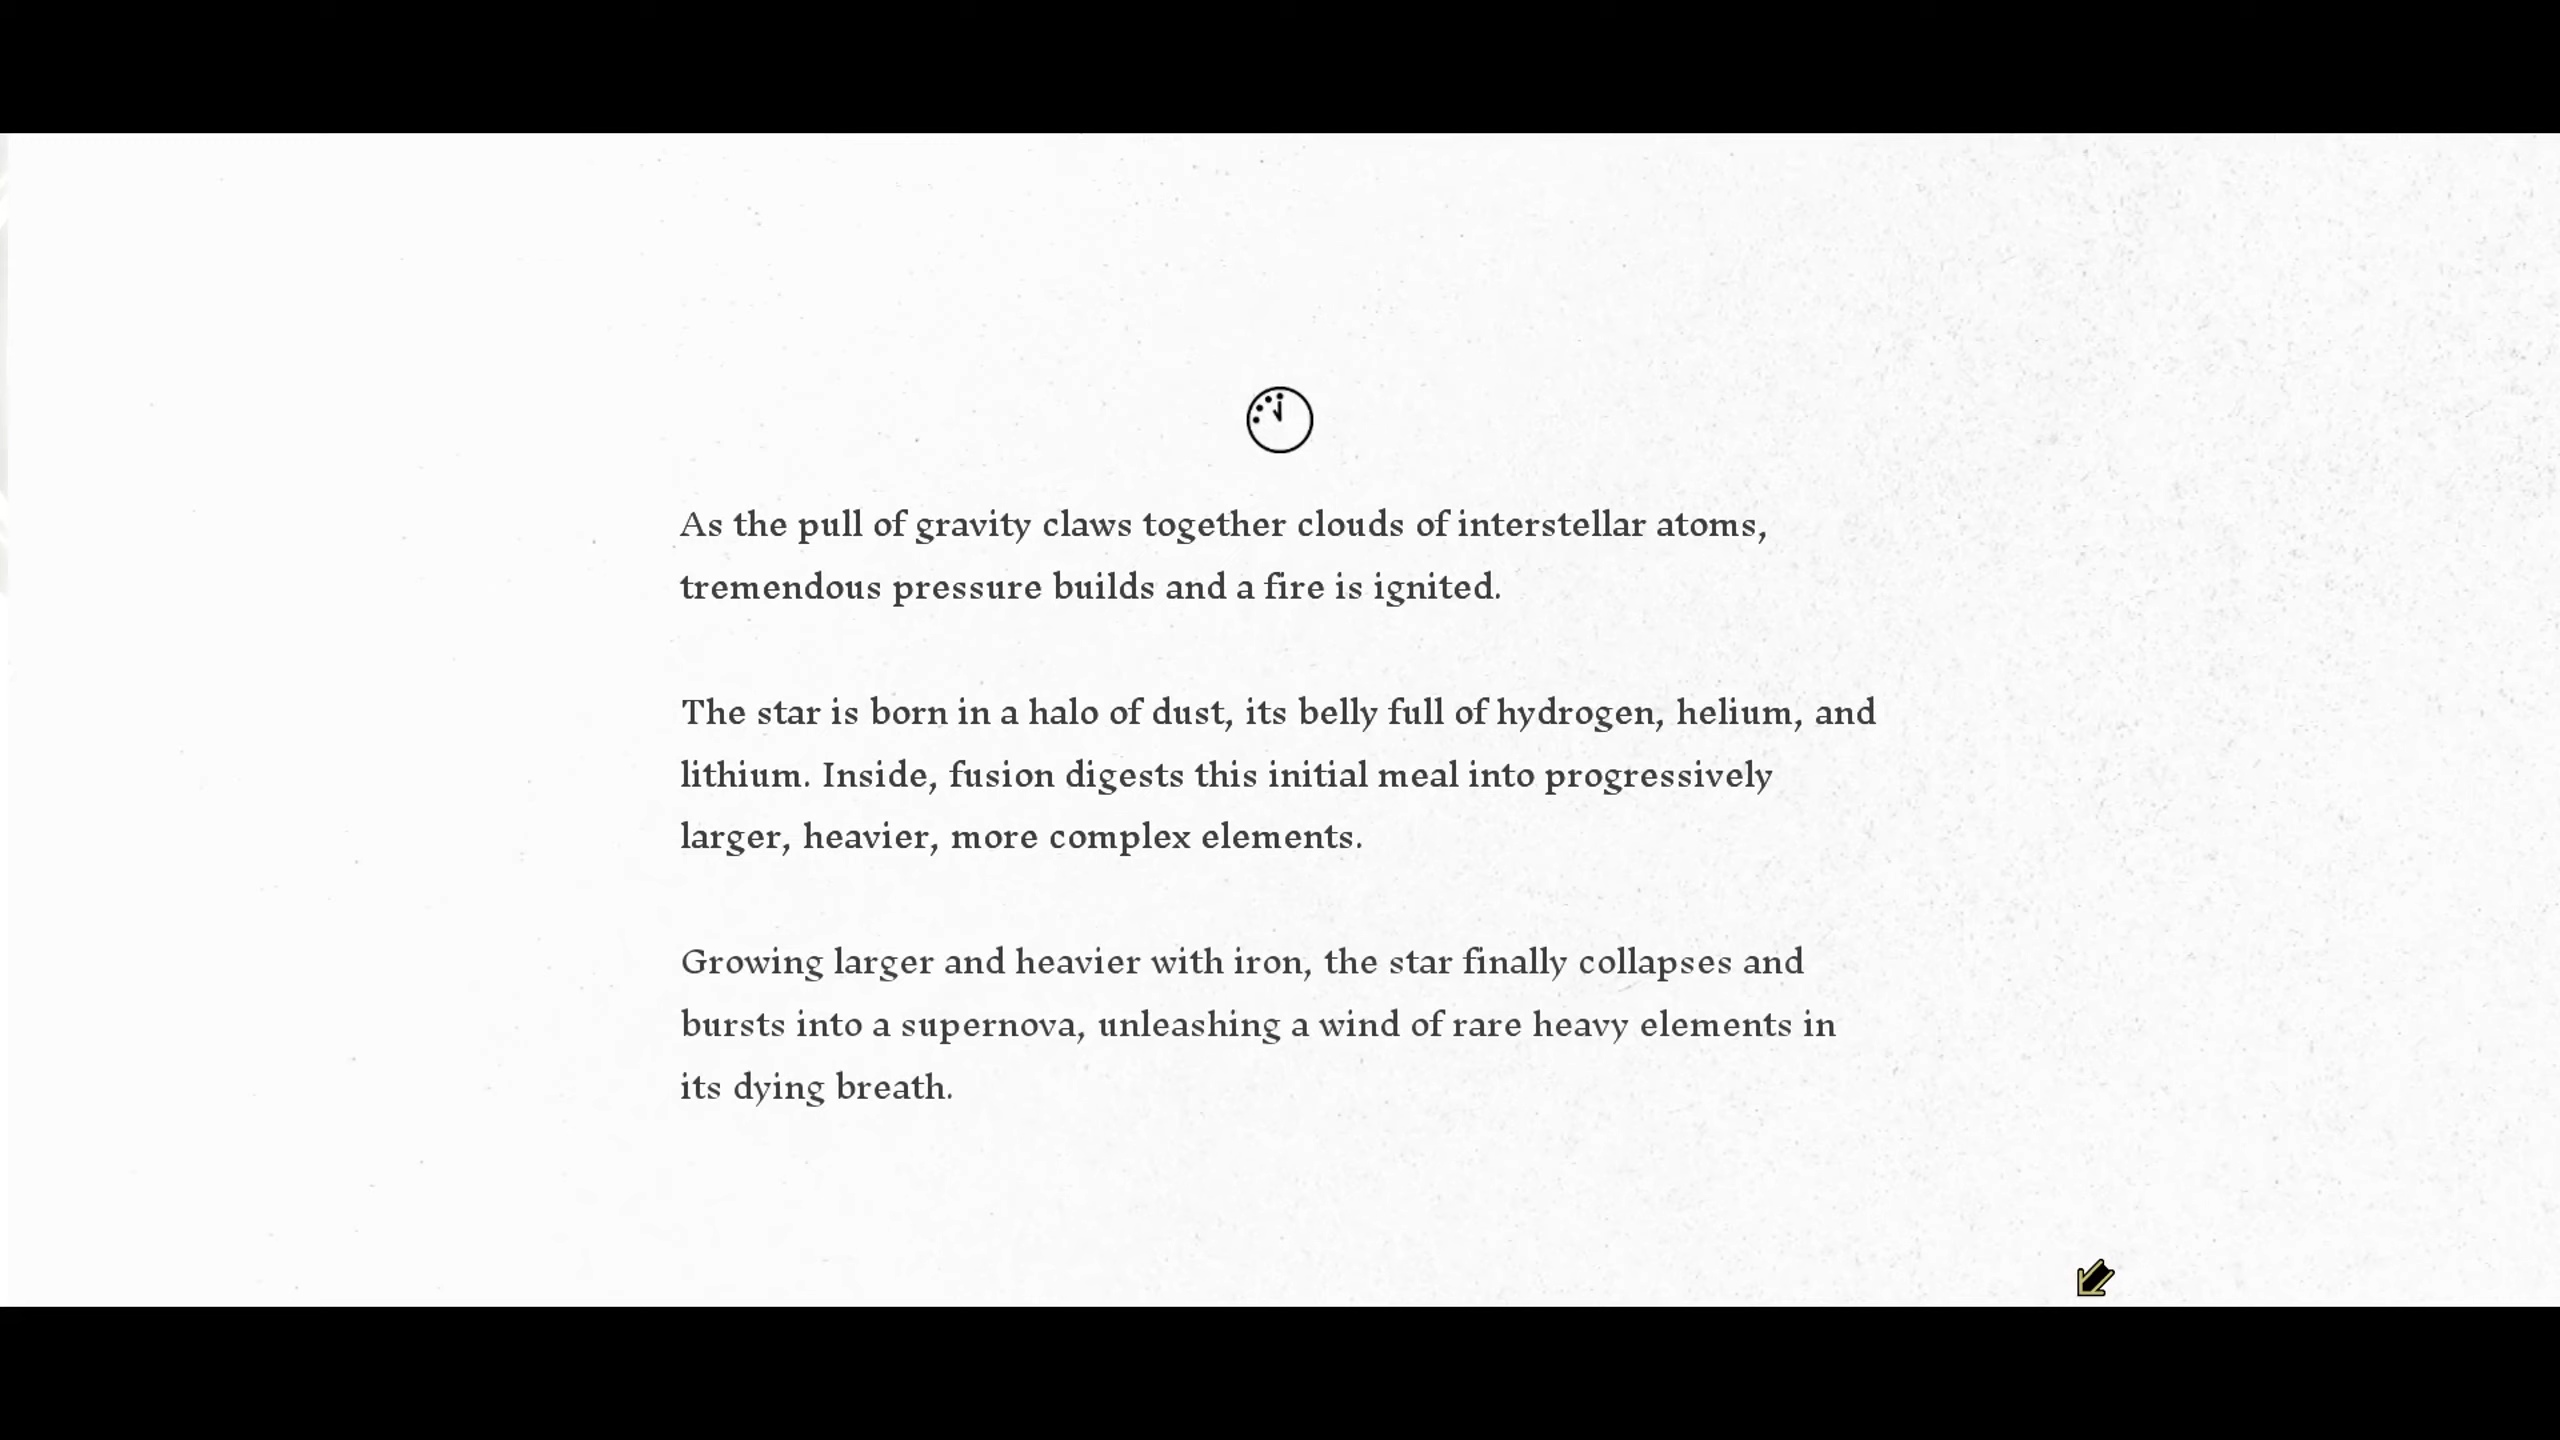 As the pull of gravity claws together clouds of interstellar atoms,
tremendous pressure builds and a fire is ignited.
The star is born in a halo of dust, its belly full of hydrogen, helium, and
lithium. Inside, fusion digests this initial meal into progressively
larger, heavier, more complex elements.
Growing larger and heavier with iron, the star finally collapses and
bursts into a supernova, unleashing a wind of rare heavy elements in
its dying breath.